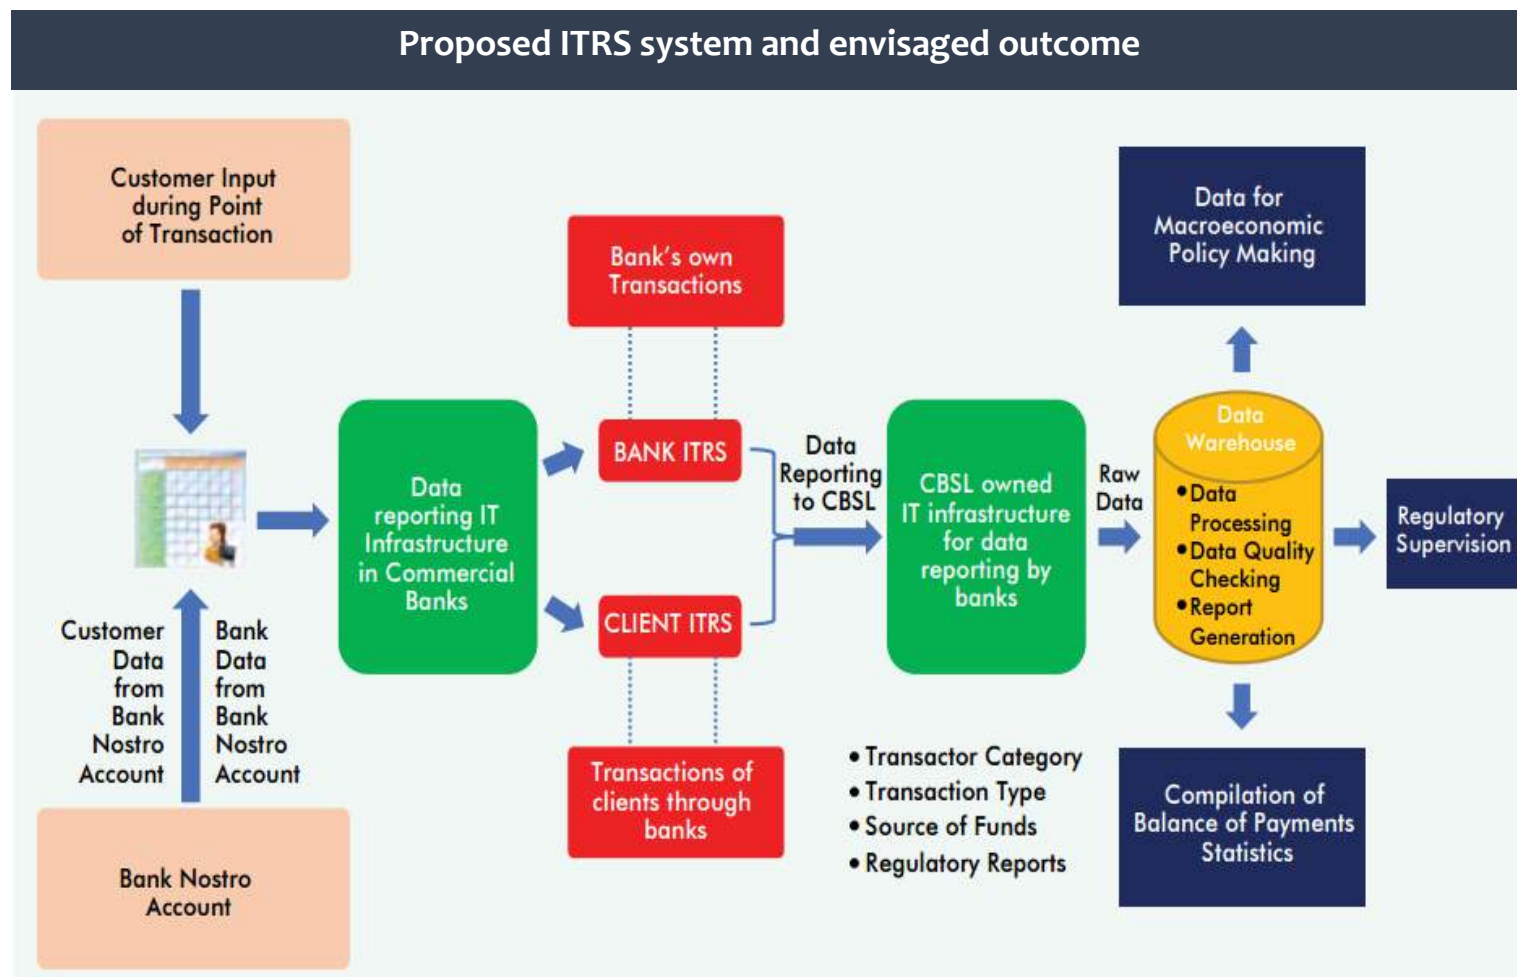 Proposed ITRS system and envisaged outcome
Customer Input
during Point
of Transaction
Customer
Data
from
Bank
Nostro
Account
Bank
Data
from
Bank
Nostro
Account
Bank Nostro
Account
Data
reporting IT
Infrastructure
in Commercial
Banks
Bank's own
Transactions
BANK ITRS
CLIENT ITRS
Transactions of
clients through
banks
Data
Reporting
to CBSL
CBSL owned
IT infrastructure
for data
reporting by
banks
• Transactor Category
• Transaction Type
• Source of Funds
• Regulatory Reports
Raw
Data
Data
Warehouse
• Data
Processing
• Data Quality
Checking
• Report
Generation
Data for
Macroeconomic
Policy Making
Regulatory
Supervision
Compilation of
Balance of Payments
Statistics